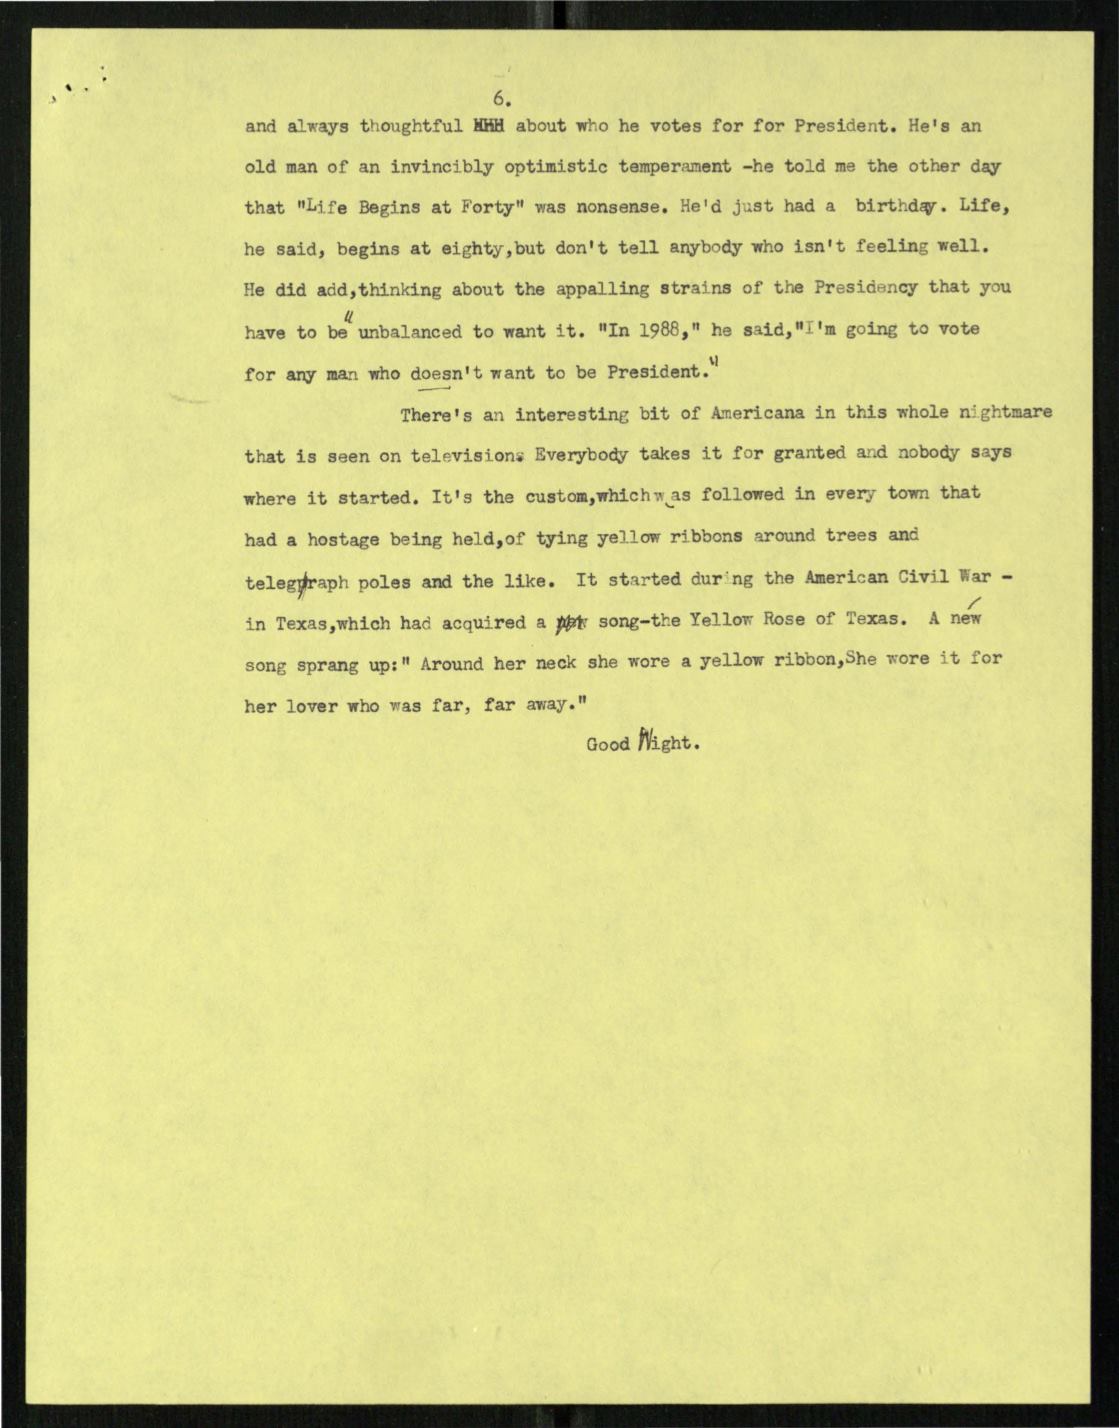 6.
and always thoughtful about who he votes for for President. He's an
old man of an invincibly optimistic temperament -he told me the other day
that "Life Begins at Forty" was nonsense. He'd just had a birthday. Life,
he said, begins at eighty,but don't tell anybody who isn't feeling well.
He did add,thinking about the appalling strains of the Presidency that you
have to be "unbalanced to want it. "In 1988," he said,"I'm going to vote
for any man who doesn't want to be President."
There's an interesting bit of Americana in this whole nightmare
that is seen on television. Everybody takes it for granted and nobody says
where it started. It's the custom,which was followed in every town that
had a hostage being held,of tying yellow ribbons around trees and
telegraph poles and the like. It started during the American Civil War -
in Texas,which had acquired a song-the Yellow Rose of Texas. A new
song sprang up:" Around her neck she wore a yellow ribbon,She wore it for
her lover who was far, far away."
Good Night.